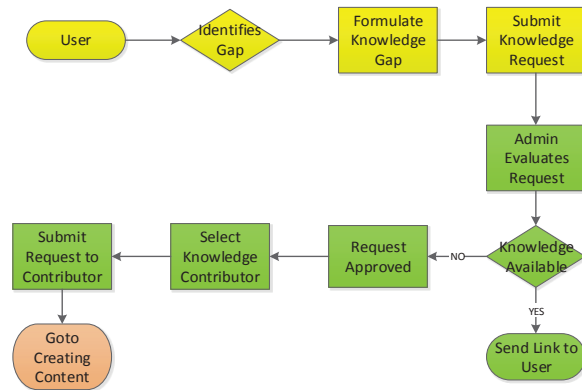 User
Identifies
Gap
Formulate
Knowledge
Gap
Submit
Knowledge
Request
Admin
Evaluates
Request
Knowledge
Available
NO
YES
Request
Approved
Select
Knowledge
Contributor
Submit
Request to
Contributor
Goto
Creating
Content
Send Link to
User